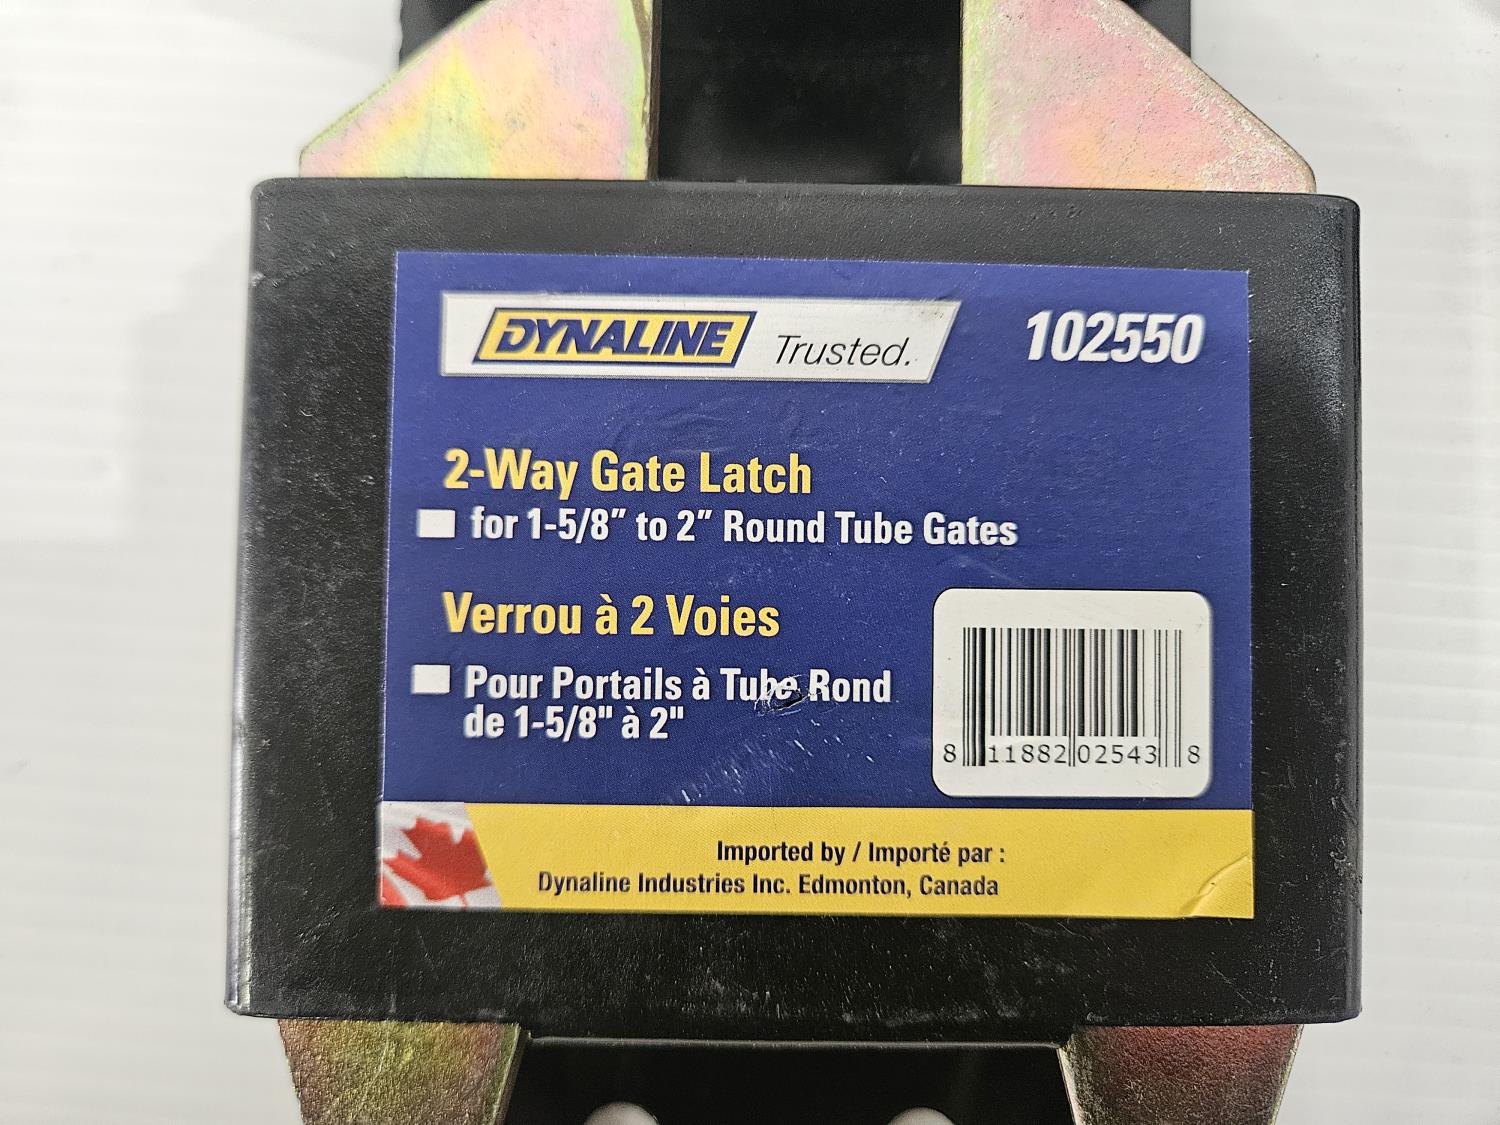 DYNALINE Trusted. 102550
2-Way Gate Latch
for 1-5/8" to 2" Round Tube Gates
Verrou à 2 Voies
Pour Portails à Tube Rond
de 1-5/8" à 2"
8 11882 02543 8
Imported by / Importé par :
Dynaline Industries Inc. Edmonton, Canada